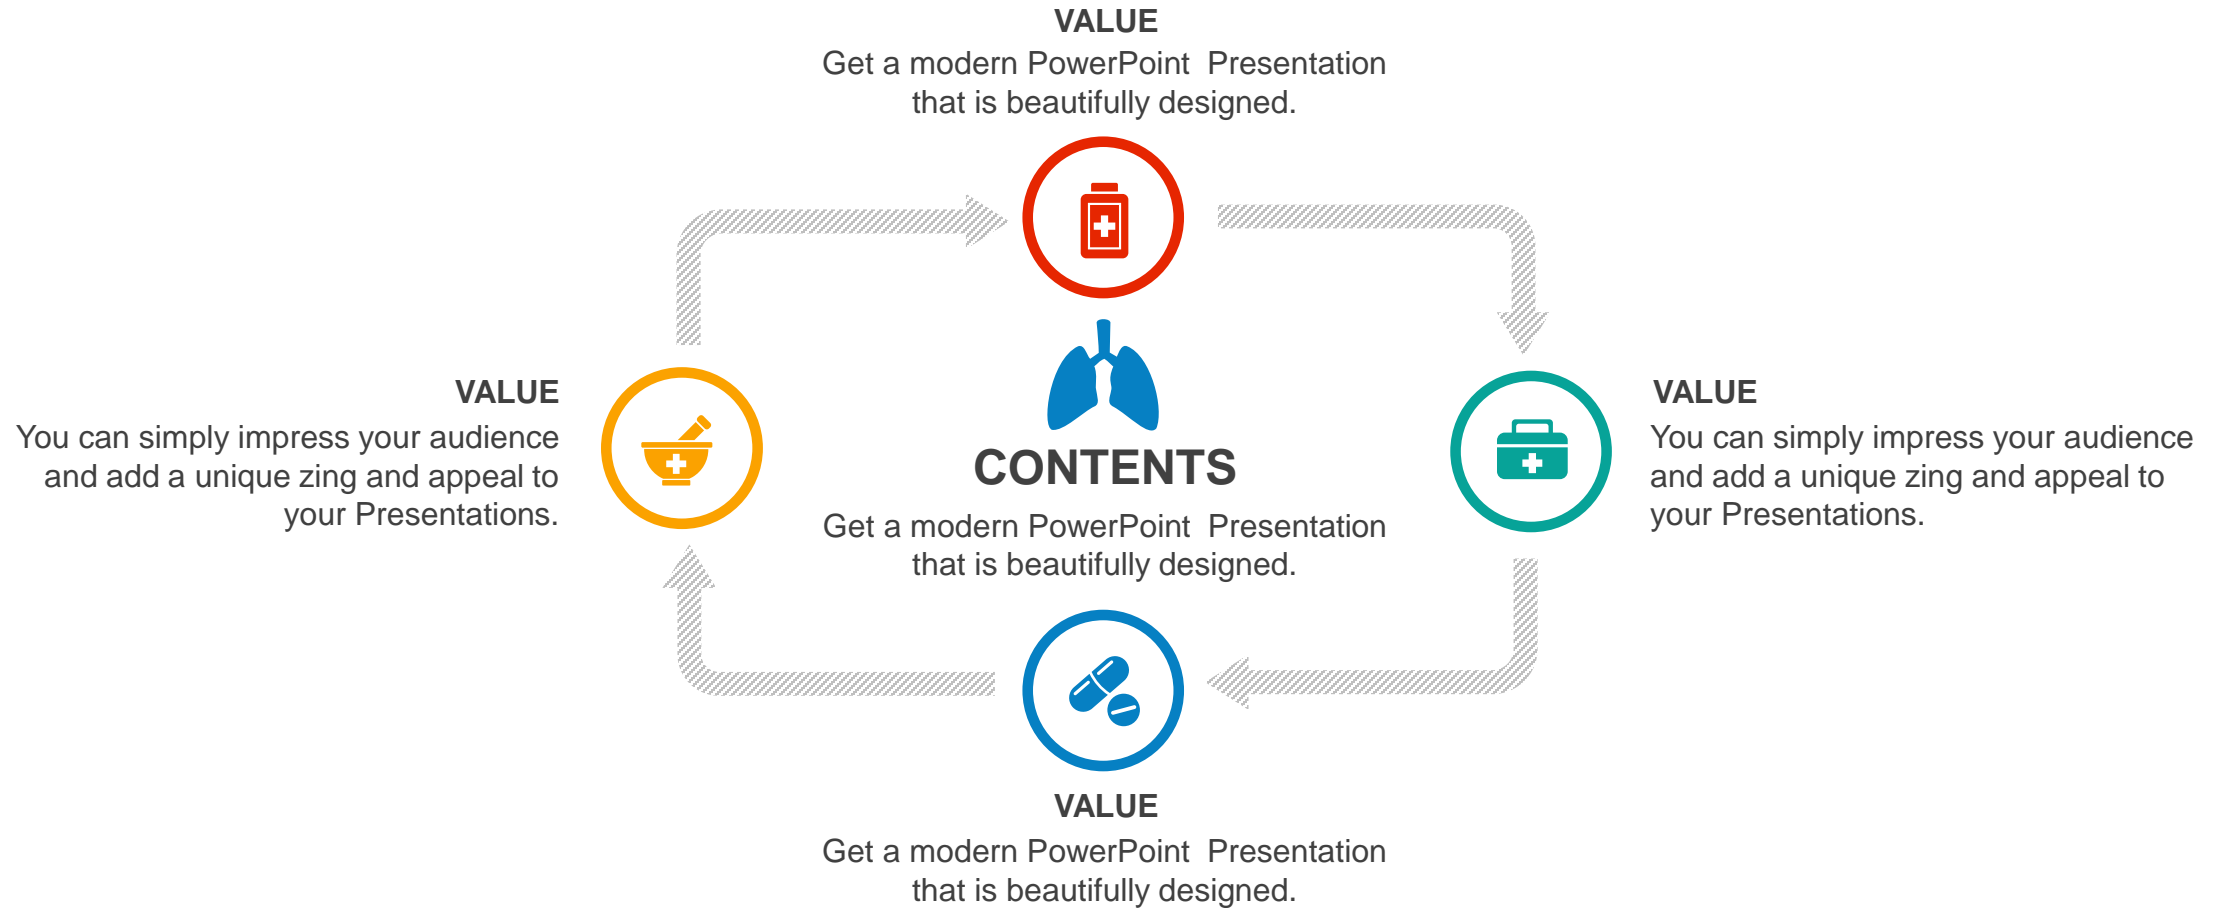 VALUE
Get a modern PowerPoint  Presentation
that is beautifully designed.
VALUE
You can simply impress your audience
and add a unique zing and appeal to
your Presentations.
CONTENTS
Get a modern PowerPoint  Presentation
that is beautifully designed.
VALUE
You can simply impress your audience
and add a unique zing and appeal to
your Presentations.
VALUE
Get a modern PowerPoint  Presentation
that is beautifully designed.